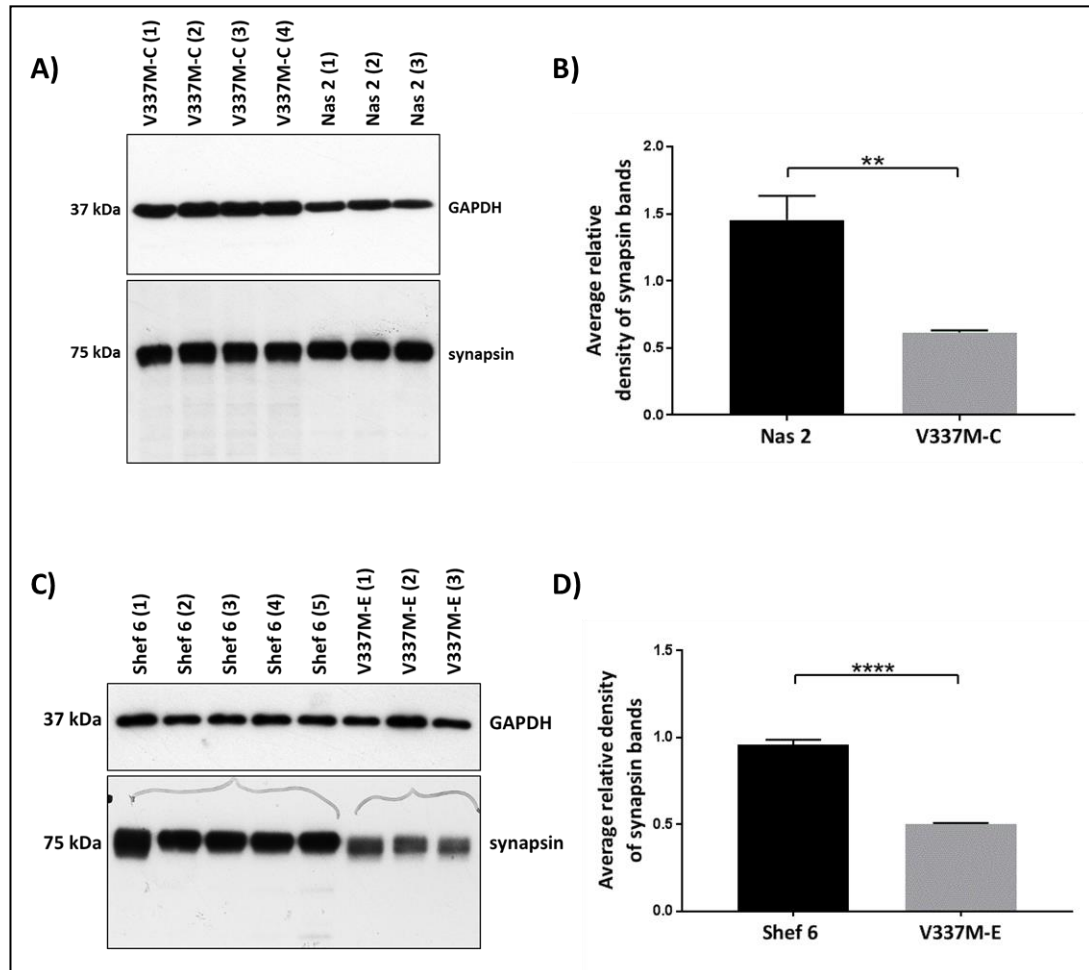 A)
V337M-C (1)
V337M-C (2)
V337M-C (3)
V337M-C (4)
Nas 2 (1)
Nas 2 (2)
Nas 2 (3)
37 kDa
GAPDH
75 kDa
synapsin
B)
Average relative
density of synapsin bands
2.0
1.5
1.0
0.5
0.0
**
Nas 2
V337M-C
C)
Shef 6 (1)
Shef 6 (2)
Shef 6 (3)
Shef 6 (4)
Shef 6 (5)
V337M-E (1)
V337M-E (2)
V337M-E (3)
37 kDa
GAPDH
75 kDa
synapsin
D)
Average relative density
of synapsin bands
1.5
1.0
0.5
0.0
****
Shef 6
V337M-E